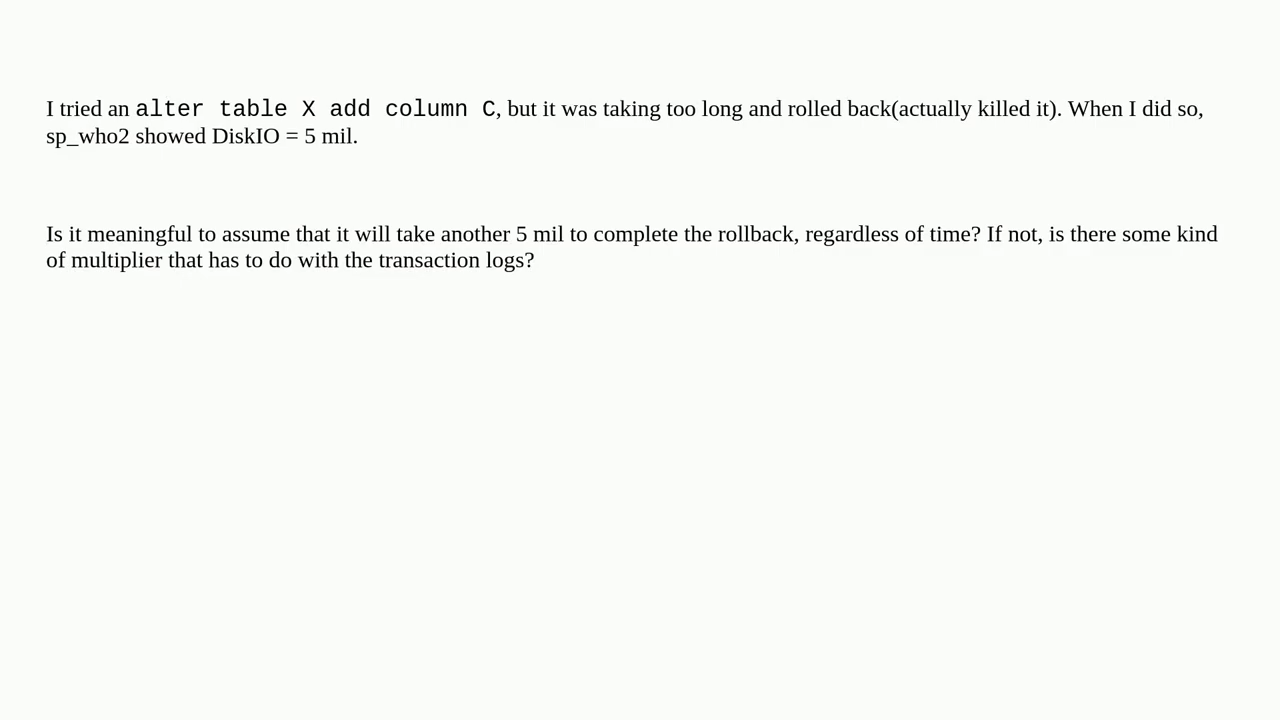 I tried an alter table X add column C, but it was taking too long and rolled back(actually killed it). When I did so,
sp_who2 showed DiskIO = 5 mil.
Is it meaningful to assume that it will take another 5 mil to complete the rollback, regardless of time? If not, is there some kind
of multiplier that has to do with the transaction logs?